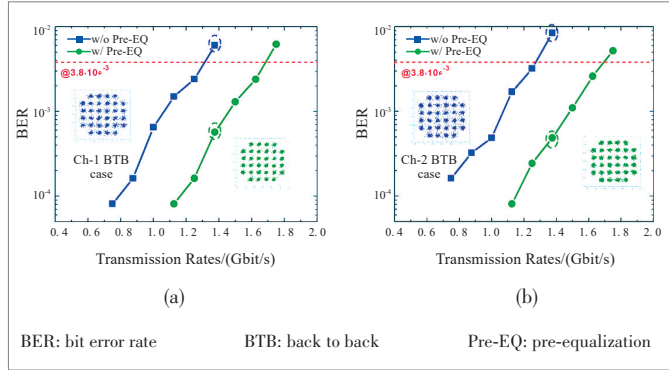 10⁻²
w/o Pre-EQ
w/ Pre-EQ
@3.8·10e⁻³
BER
10⁻³
Ch-1 BTB
case
10⁻⁴
0.4 0.6 0.8 1.0 1.2 1.4 1.6 1.8 2.0
Transmission Rates/(Gbit/s)
(a)
10⁻²
w/o Pre-EQ
w/ Pre-EQ
@3.8·10e⁻³
BER
10⁻³
Ch-2 BTB
case
10⁻⁴
0.4 0.6 0.8 1.0 1.2 1.4 1.6 1.8 2.0
Transmission Rates/(Gbit/s)
(b)
BER: bit error rate BTB: back to back Pre-EQ: pre-equalization